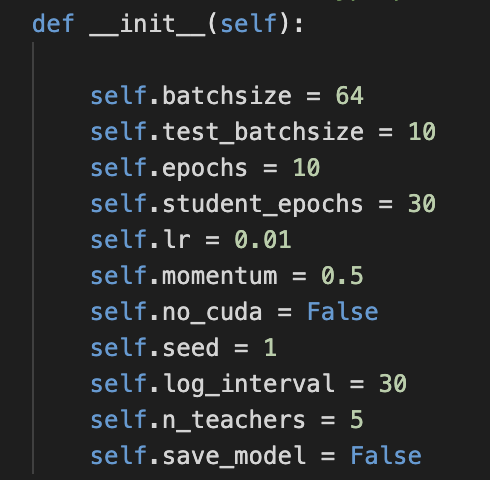 def __init__(self):
self.batchsize = 64
self.test_batchsize = 10
self.epochs = 10
self.student_epochs = 30
self.lr = 0.01
self.momentum = 0.5
self.no_cuda = False
self.seed = 1
self.log_interval = 30
self.n_teachers = 5
self.save_model = False